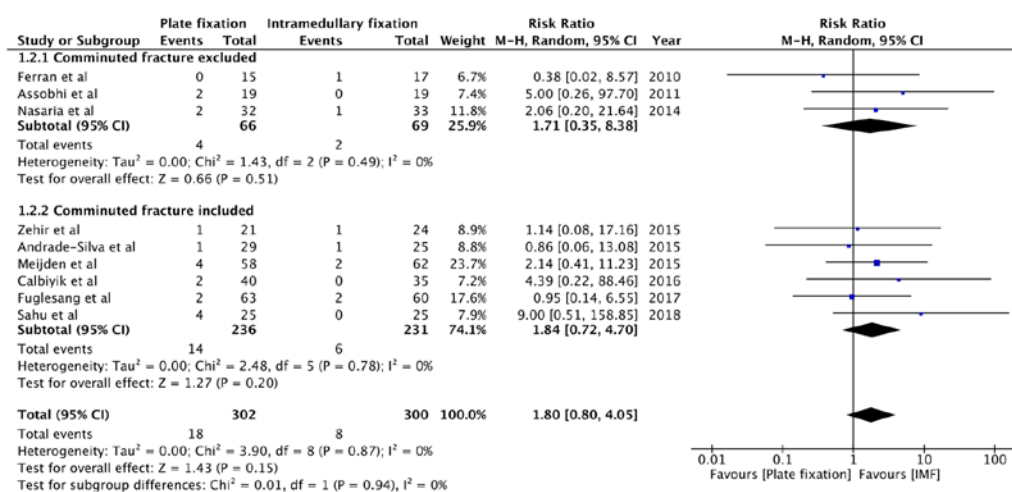 Plate fixation Intramedullary fixation Risk Ratio Risk Ratio
Study or Subgroup Events Total Events Total Weight M-H, Random, 95% CI Year M-H, Random, 95% CI
1.2.1 Comminuted fracture excluded
Ferran et al 0 15 1 17 6.7% 0.38 [0.02, 8.57] 2010
Assobhi et al 2 19 0 19 7.4% 5.00 [0.26, 97.70] 2011
Nasaria et al 2 32 1 33 11.8% 2.06 [0.20, 21.64] 2014
Subtotal (95% CI) 66 69 25.9% 1.71 [0.35, 8.38]
Total events 4 2
Heterogeneity: Tau² = 0.00; Chi² = 1.43, df = 2 (P = 0.49); I² = 0%
Test for overall effect: Z = 0.66 (P = 0.51)
1.2.2 Comminuted fracture included
Zehir et al 1 21 1 24 8.9% 1.14 [0.08, 17.16] 2015
Andrade-Silva et al 1 29 1 25 8.8% 0.86 [0.06, 13.08] 2015
Meijden et al 4 58 2 62 23.7% 2.14 [0.41, 11.23] 2015
Calbiyik et al 2 40 0 35 7.2% 4.39 [0.22, 88.46] 2016
Fuglesang et al 2 63 2 60 17.6% 0.95 [0.14, 6.55] 2017
Sahu et al 4 25 0 25 7.9% 9.00 [0.51, 158.85] 2018
Subtotal (95% CI) 236 231 74.1% 1.84 [0.72, 4.70]
Total events 14 6
Heterogeneity: Tau² = 0.00; Chi² = 2.48, df = 5 (P = 0.78); I² = 0%
Test for overall effect: Z = 1.27 (P = 0.20)
Total (95% CI) 302 300 100.0% 1.80 [0.80, 4.05]
Total events 18 8
Heterogeneity: Tau² = 0.00; Chi² = 3.90, df = 8 (P = 0.87); I² = 0%
Test for overall effect: Z = 1.43 (P = 0.15)
Test for subgroup differences: Chi² = 0.01, df = 1 (P = 0.94), I² = 0%
0.01 0.1 1 10 100
Favours [Plate fixation] Favours [IMF]